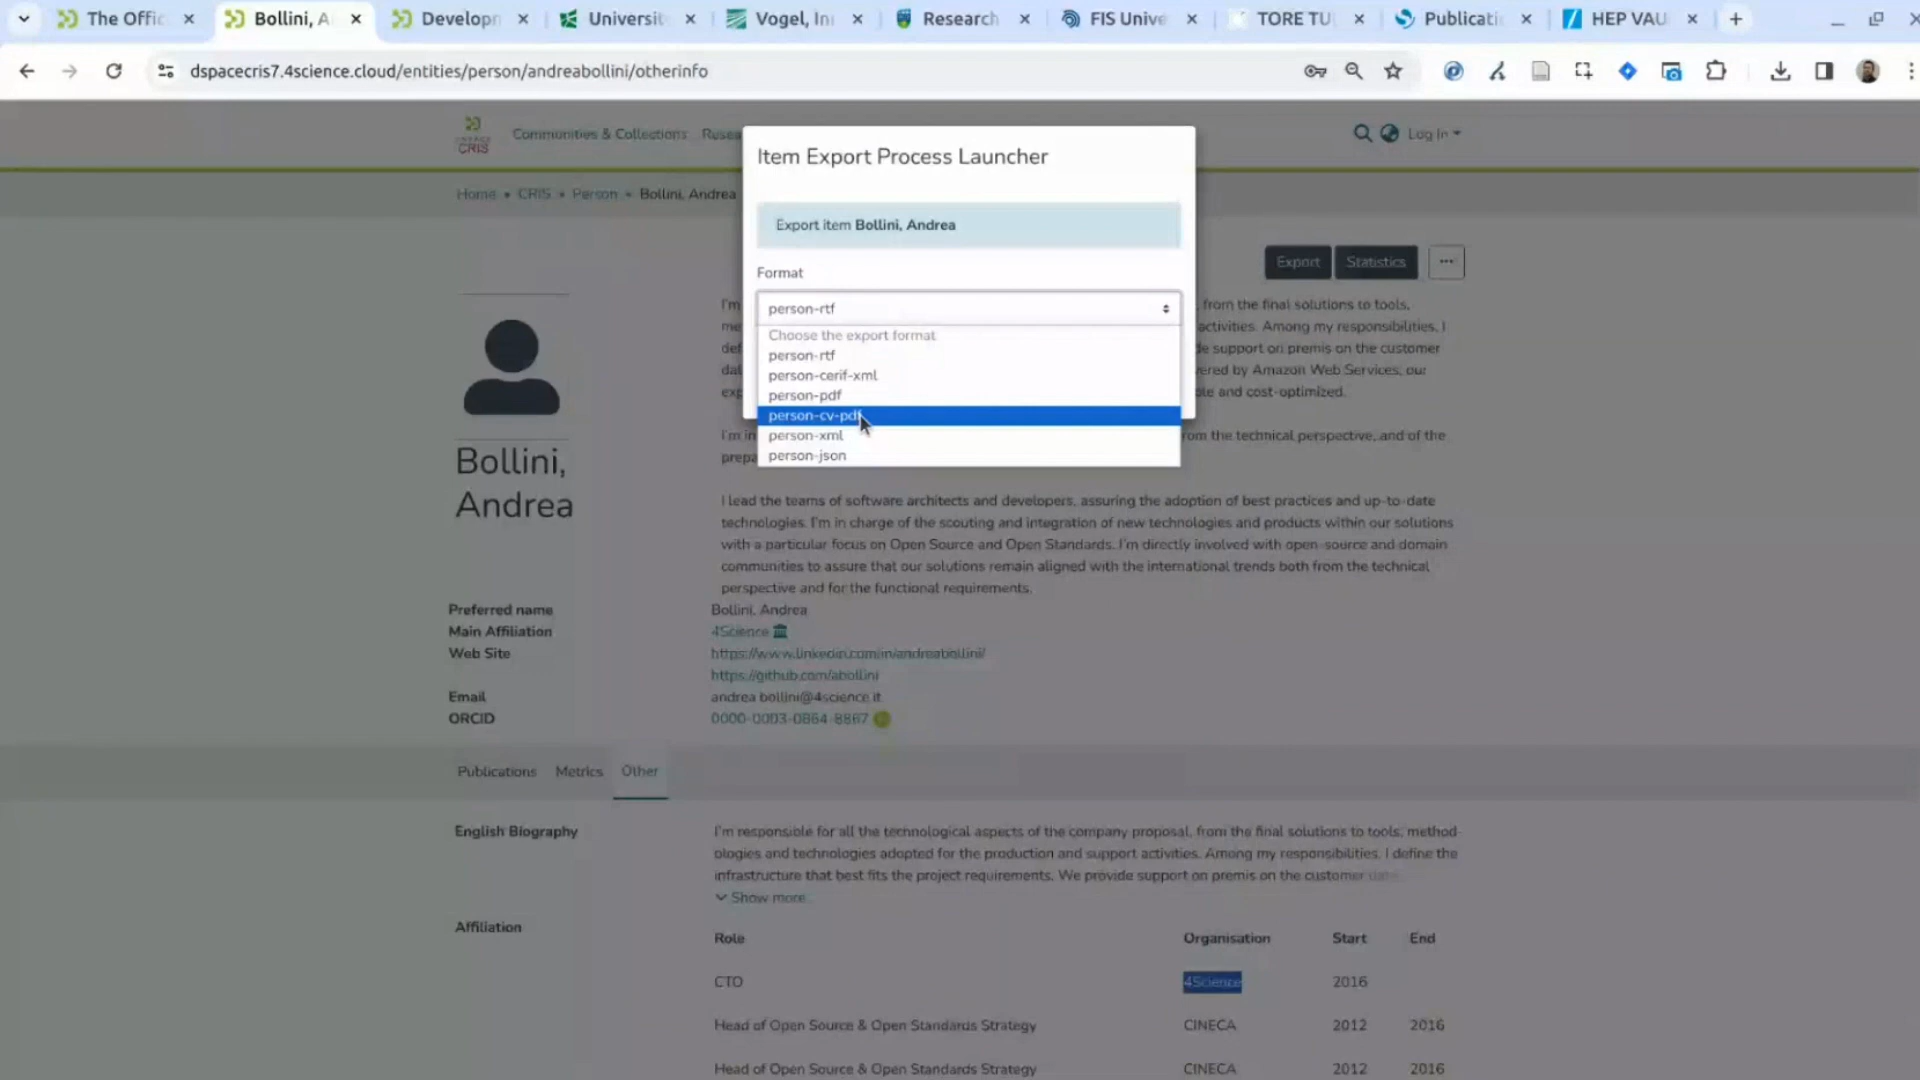 The Offic
Bollini, A
Developm
Universit
Vogel, Ini
Research
FIS Unive
TORE TU
Publicatio
HEP VAU
dspacecris7.4science.cloud/entities/person/andreabollini/otherinfo
CRIS
Communities & Collections
Log In
Item Export Process Launcher
Home • CRIS • Person • Bollini, Andrea
Export item Bollini, Andrea
Export
Statistics
...
Format
person-rtf
Choose the export format
person-rtf
person-cerif-xml
person-pdf
person-cv-pdf
person-xml
person-json
I'm
from the final solutions to tools,
activities. Among my responsibilities, I
support on premis on the customer
by Amazon Web Services, our
and cost-optimized.
from the technical perspective, and of the
Bollini,
Andrea
I lead the teams of software architects and developers, assuring the adoption of best practices and up-to-date
technologies. I'm in charge of the scouting and integration of new technologies and products within our solutions
with a particular focus on Open Source and Open Standards. I'm directly involved with open-source and domain
communities to assure that our solutions remain aligned with the international trends both from the technical
perspective and for the functional requirements.
Preferred name Bollini, Andrea
Main Affiliation 4Science
Web Site https://www.linkedin.com/in/andreabollini/
https://github.com/abollini
Email andrea.bollini@4science.it
ORCID 0000-0003-0864-8867
Publications Metrics Other
English Biography
I'm responsible for all the technological aspects of the company proposal, from the final solutions to tools, method-
ologies and technologies adopted for the production and support activities. Among my responsibilities, I define the
infrastructure that best fits the project requirements. We provide support on premis on the customer data-
Show more
Affiliation
Role Organisation Start End
CTO 4Science 2016
Head of Open Source & Open Standards Strategy CINECA 2012 2016
Head of Open Source & Open Standards Strategy CINECA 2012 2016